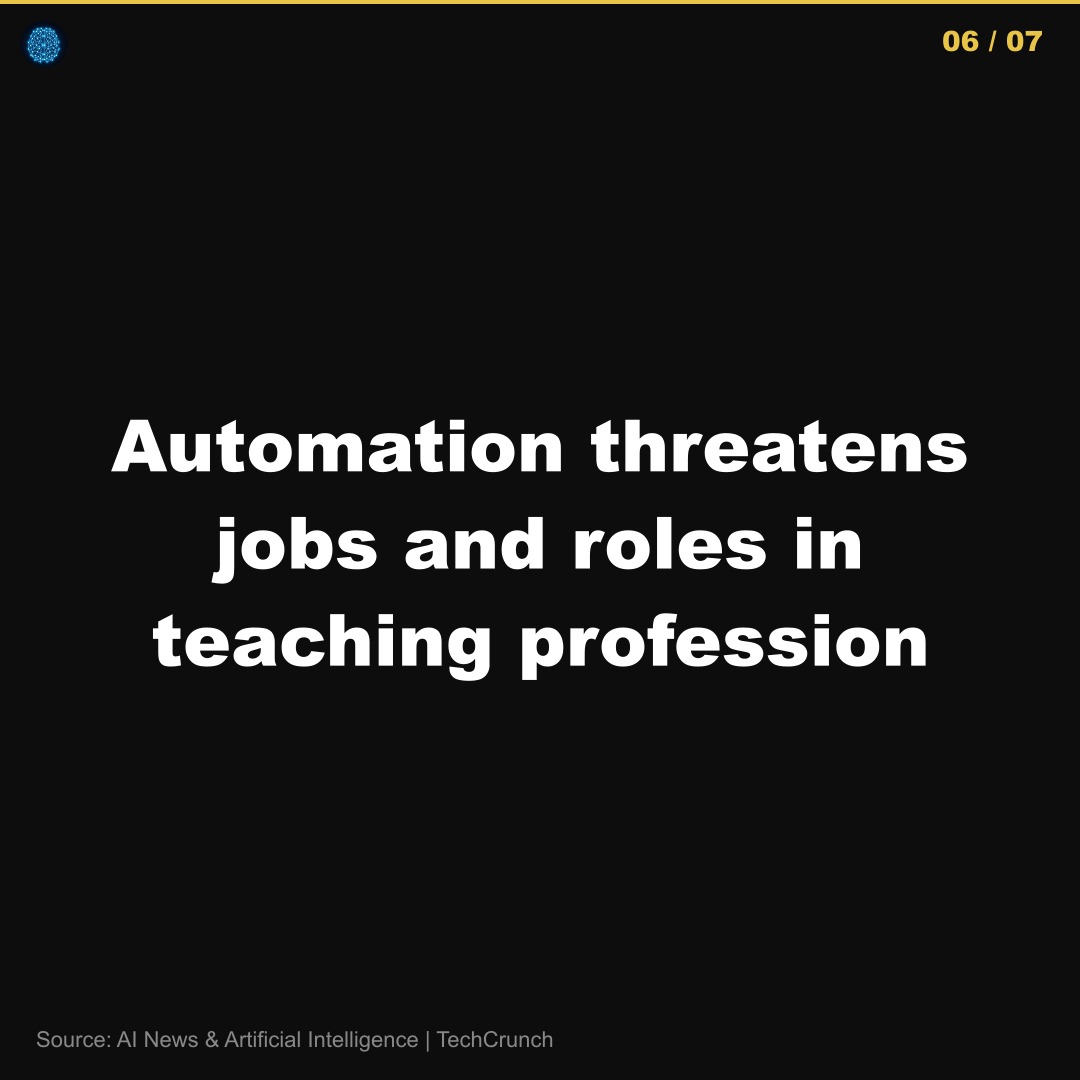 06 / 07
Automation threatens
jobs and roles in
teaching profession
Source: AI News & Artificial Intelligence | TechCrunch